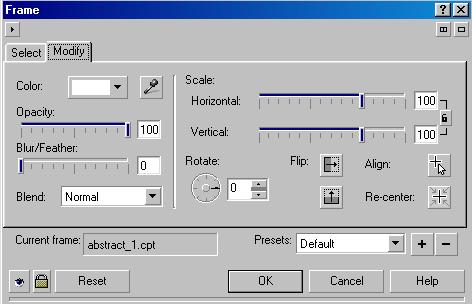 Frame
Select Modify
Color:
Opacity:
100
Blur/Feather:
0
Blend: Normal
Scale:
Horizontal: 100
Vertical: 100
Rotate: 0
Flip:
Align:
Re-center:
Current frame: abstract_1.cpt
Presets: Default
Reset OK Cancel Help